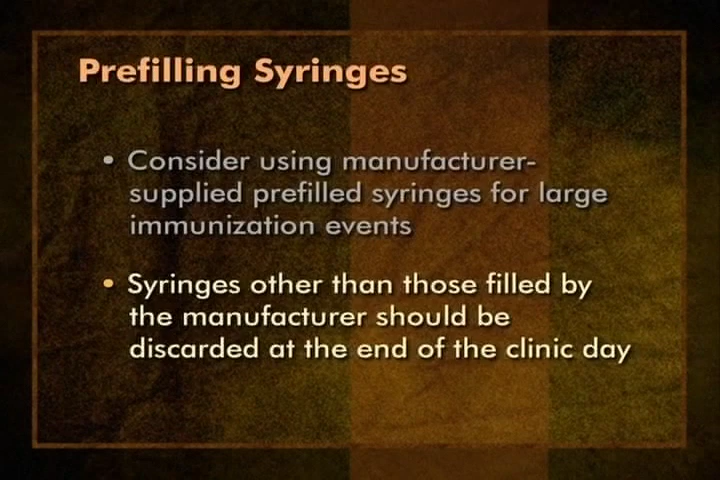 Prefilling Syringes
• Consider using manufacturer-
supplied prefilled syringes for large
immunization events
• Syringes other than those filled by
the manufacturer should be
discarded at the end of the clinic day